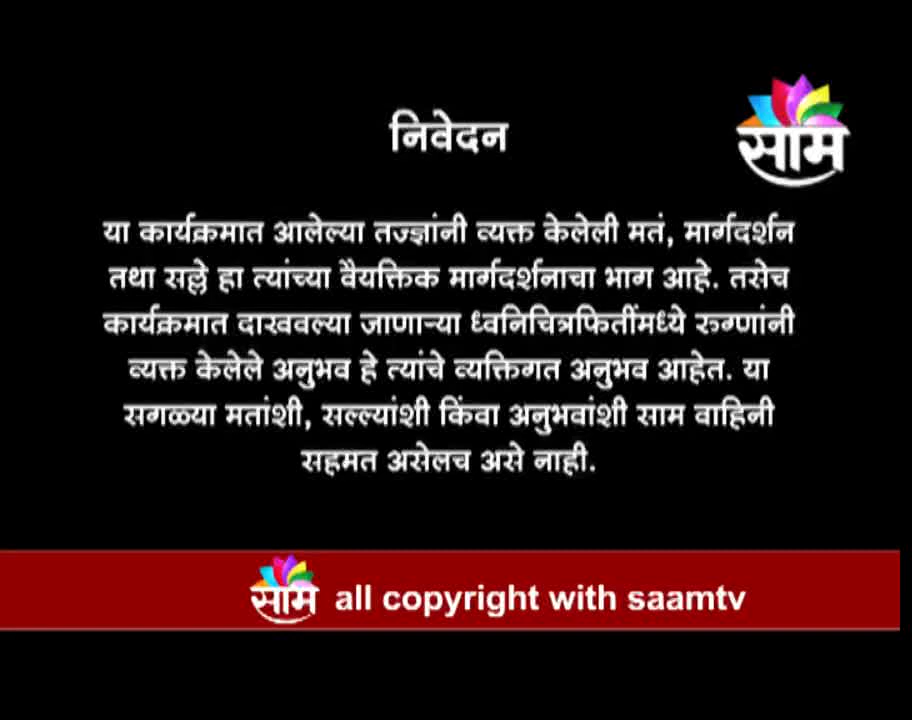 निवेदन
साम
या कार्यक्रमात आलेल्या तज्ज्ञांनी व्यक्त केलेली मतं, मार्गदर्शन
तथा सल्ले हा त्यांच्या वैयक्तिक मार्गदर्शनाचा भाग आहे. तसेच
कार्यक्रमात दाखवल्या जाणाऱ्या ध्वनिचित्रफितींमध्ये रुग्णांनी
व्यक्त केलेले अनुभव हे त्यांचे व्यक्तिगत अनुभव आहेत. या
सगळ्या मतांशी, सल्ल्यांशी किंवा अनुभवांशी साम वाहिनी
सहमत असेलच असे नाही.
साम all copyright with saamtv